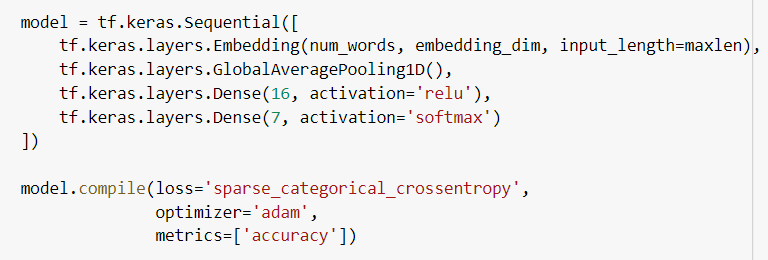 model = tf.keras.Sequential([
    tf.keras.layers.Embedding(num_words, embedding_dim, input_length=maxlen),
    tf.keras.layers.GlobalAveragePooling1D(),
    tf.keras.layers.Dense(16, activation='relu'),
    tf.keras.layers.Dense(7, activation='softmax')
])

model.compile(loss='sparse_categorical_crossentropy',
              optimizer='adam',
              metrics=['accuracy'])